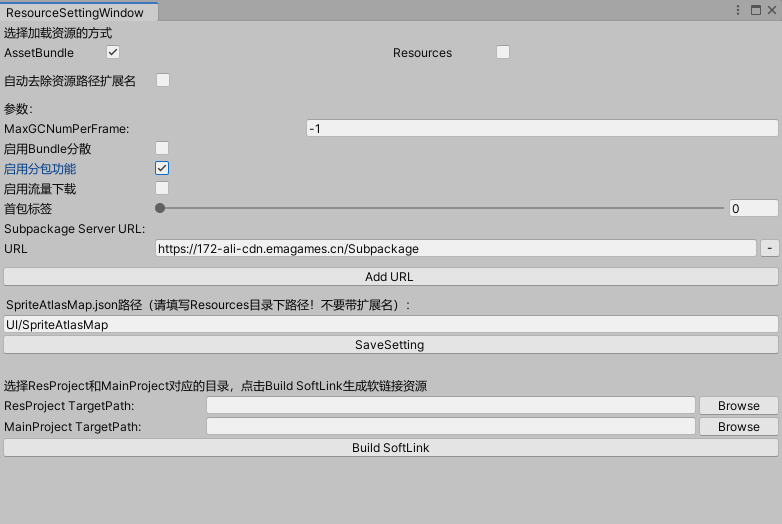 ResourceSettingWindow
选择加载资源的方式
AssetBundle Resources
自动去除资源路径扩展名
参数:
MaxGCNumPerFrame: -1
启用Bundle分散
启用分包功能
启用流量下载
首包标签 0
Subpackage Server URL:
URL https://172-ali-cdn.emagames.cn/Subpackage -
Add URL
SpriteAtlasMap.json路径（请填写Resources目录下路径！不要带扩展名）:
UI/SpriteAtlasMap
SaveSetting
选择ResProject和MainProject对应的目录，点击Build SoftLink生成软链接资源
ResProject TargetPath: Browse
MainProject TargetPath: Browse
Build SoftLink